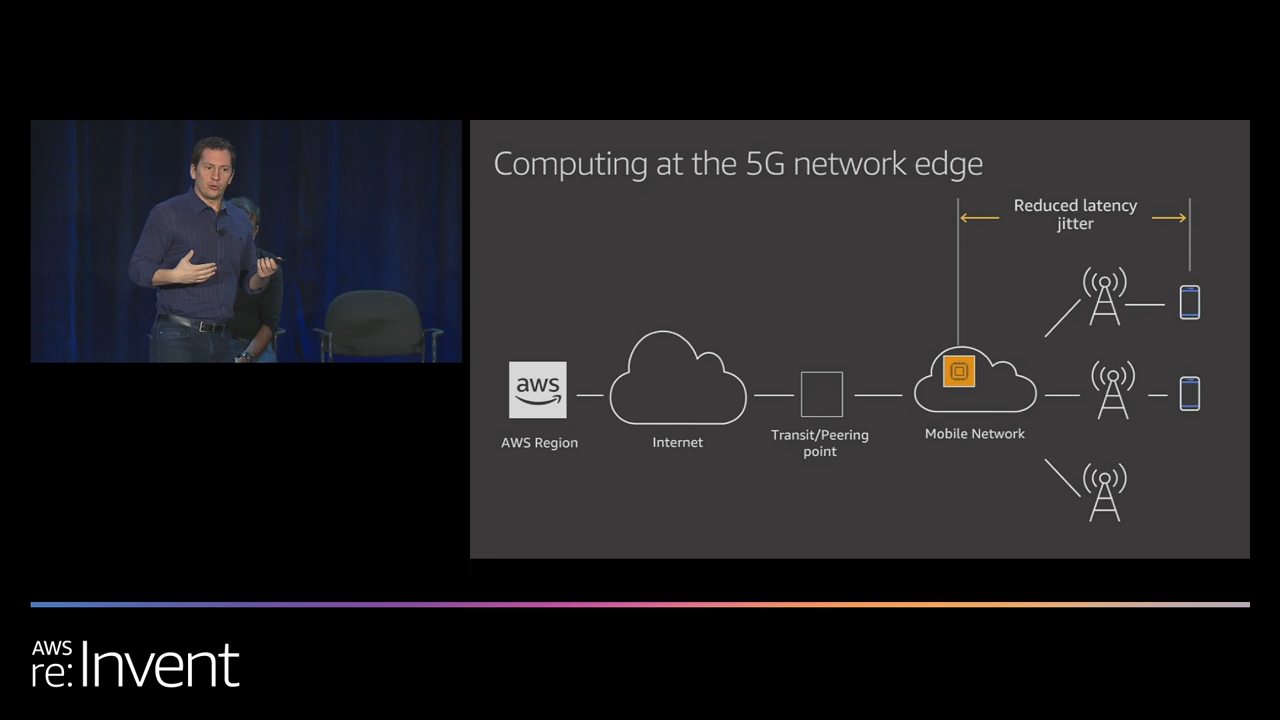 Computing at the 5G network edge
Reduced latency
jitter
aws
AWS Region
Internet
Transit/Peering
point
Mobile Network
AWS
re:Invent